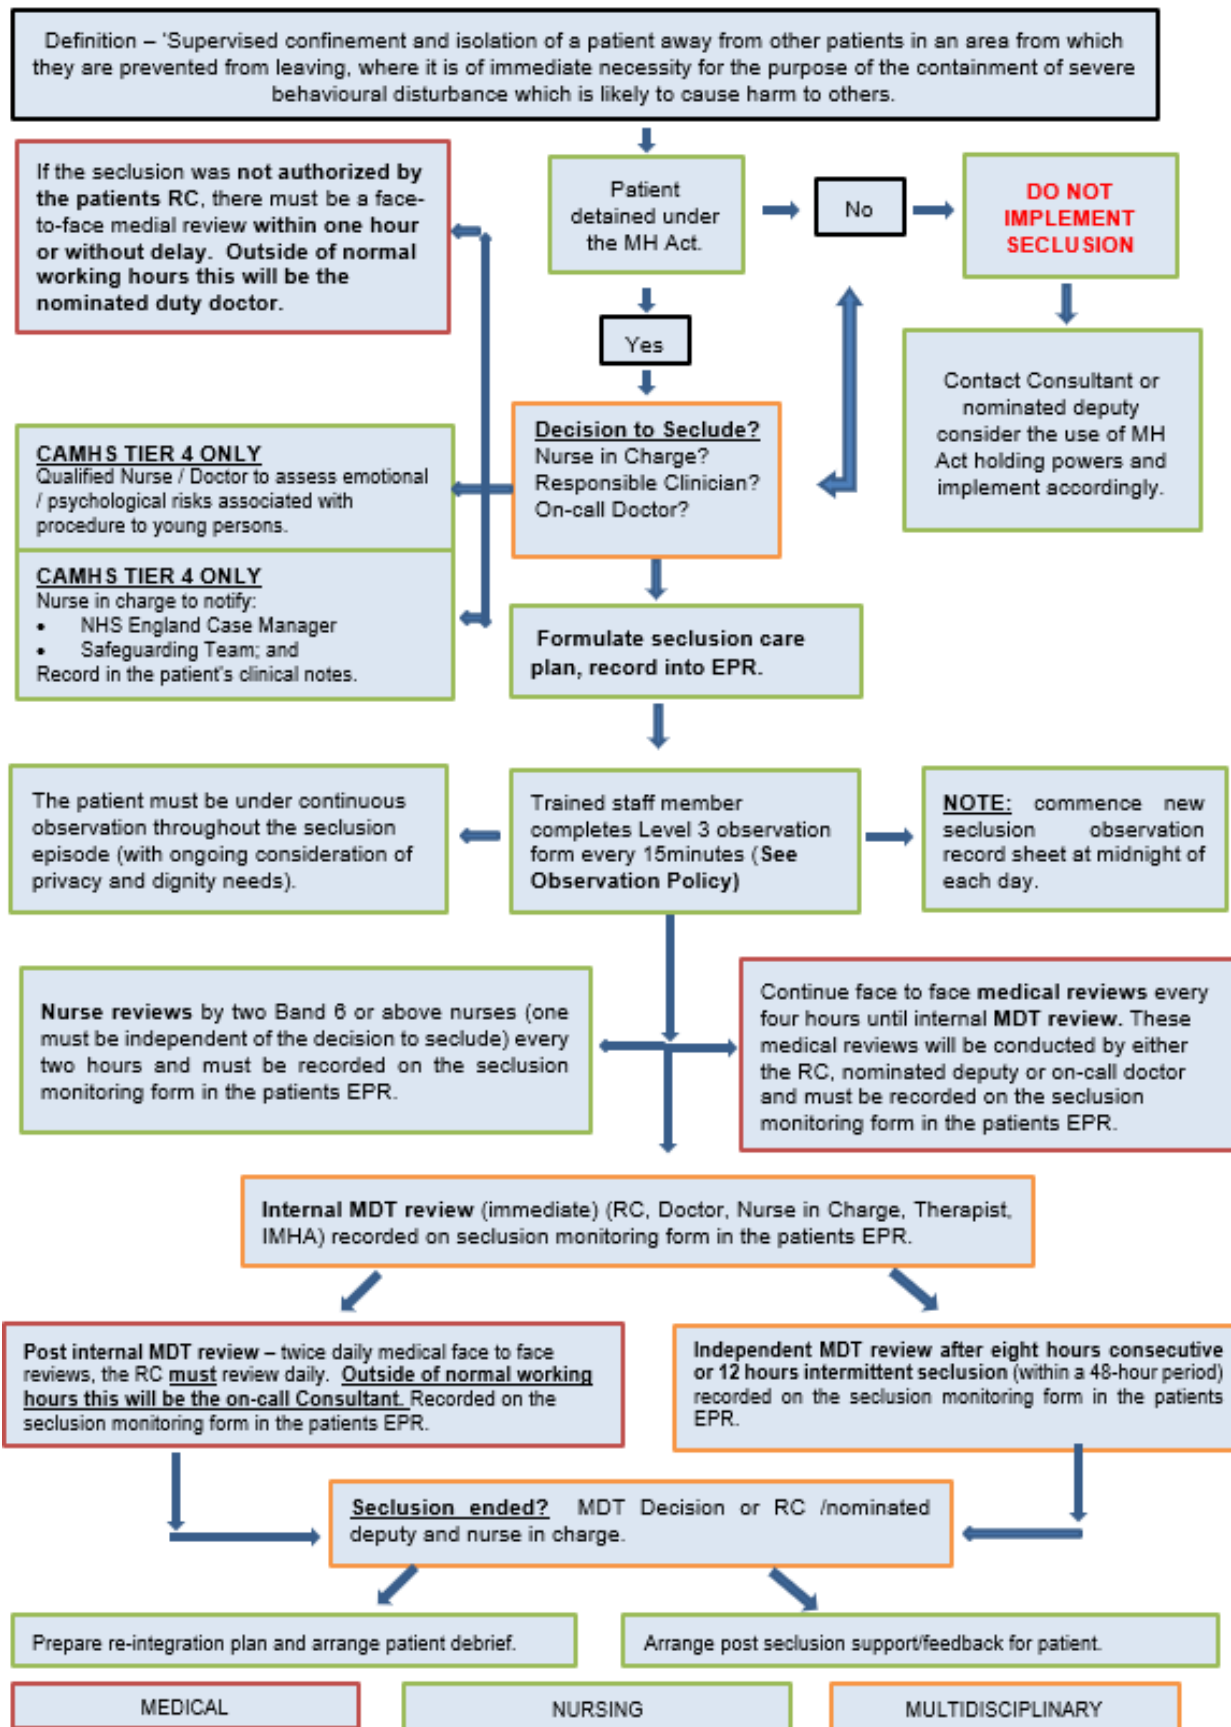 Definition – 'Supervised confinement and isolation of a patient away from other patients in an area from which
they are prevented from leaving, where it is of immediate necessity for the purpose of the containment of severe
behavioural disturbance which is likely to cause harm to others.
If the seclusion was not authorized by
the patients RC, there must be a face-
to-face medial review within one hour
or without delay. Outside of normal
working hours this will be the
nominated duty doctor.
Patient
detained under
the MH Act.
No
DO NOT
IMPLEMENT
SECLUSION
Yes
Contact Consultant or
nominated deputy
consider the use of MH
Act holding powers and
implement accordingly.
Decision to Seclude?
Nurse in Charge?
Responsible Clinician?
On-call Doctor?
CAMHS TIER 4 ONLY
Qualified Nurse / Doctor to assess emotional
/ psychological risks associated with
procedure to young persons.
CAMHS TIER 4 ONLY
Nurse in charge to notify:
• NHS England Case Manager
• Safeguarding Team; and
Record in the patient's clinical notes.
Formulate seclusion care
plan, record into EPR.
The patient must be under continuous
observation throughout the seclusion
episode (with ongoing consideration of
privacy and dignity needs).
Trained staff member
completes Level 3 observation
form every 15minutes (See
Observation Policy)
NOTE: commence new
seclusion observation
record sheet at midnight of
each day.
Nurse reviews by two Band 6 or above nurses (one
must be independent of the decision to seclude) every
two hours and must be recorded on the seclusion
monitoring form in the patients EPR.
Continue face to face medical reviews every
four hours until internal MDT review. These
medical reviews will be conducted by either
the RC, nominated deputy or on-call doctor
and must be recorded on the seclusion
monitoring form in the patients EPR.
Internal MDT review (immediate) (RC, Doctor, Nurse in Charge, Therapist,
IMHA) recorded on seclusion monitoring form in the patients EPR.
Post internal MDT review – twice daily medical face to face
reviews, the RC must review daily. Outside of normal working
hours this will be the on-call Consultant. Recorded on the
seclusion monitoring form in the patients EPR.
Independent MDT review after eight hours consecutive
or 12 hours intermittent seclusion (within a 48-hour period)
recorded on the seclusion monitoring form in the patients
EPR.
Seclusion ended? MDT Decision or RC /nominated
deputy and nurse in charge.
Prepare re-integration plan and arrange patient debrief.
Arrange post seclusion support/feedback for patient.
MEDICAL
NURSING
MULTIDISCIPLINARY